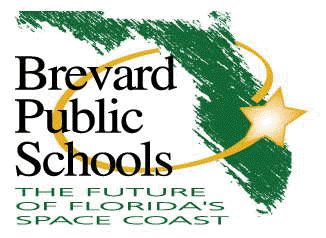 Brevard
Public
Schools
THE FUTURE
OF FLORIDA'S
SPACE COAST